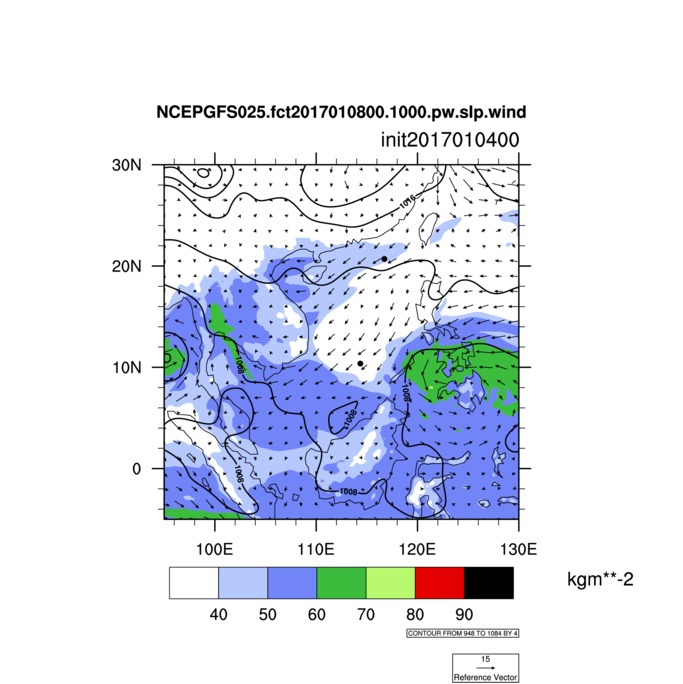 NCEPGFS025.fct2017010800.1000.pw.slp.wind
init2017010400
30N
1016
20N
10N
1008
1008
1008
1008
0
1008
100E 110E 120E 130E
kgm**-2
40 50 60 70 80 90
CONTOUR FROM 948 TO 1084 BY 4
15
Reference Vector